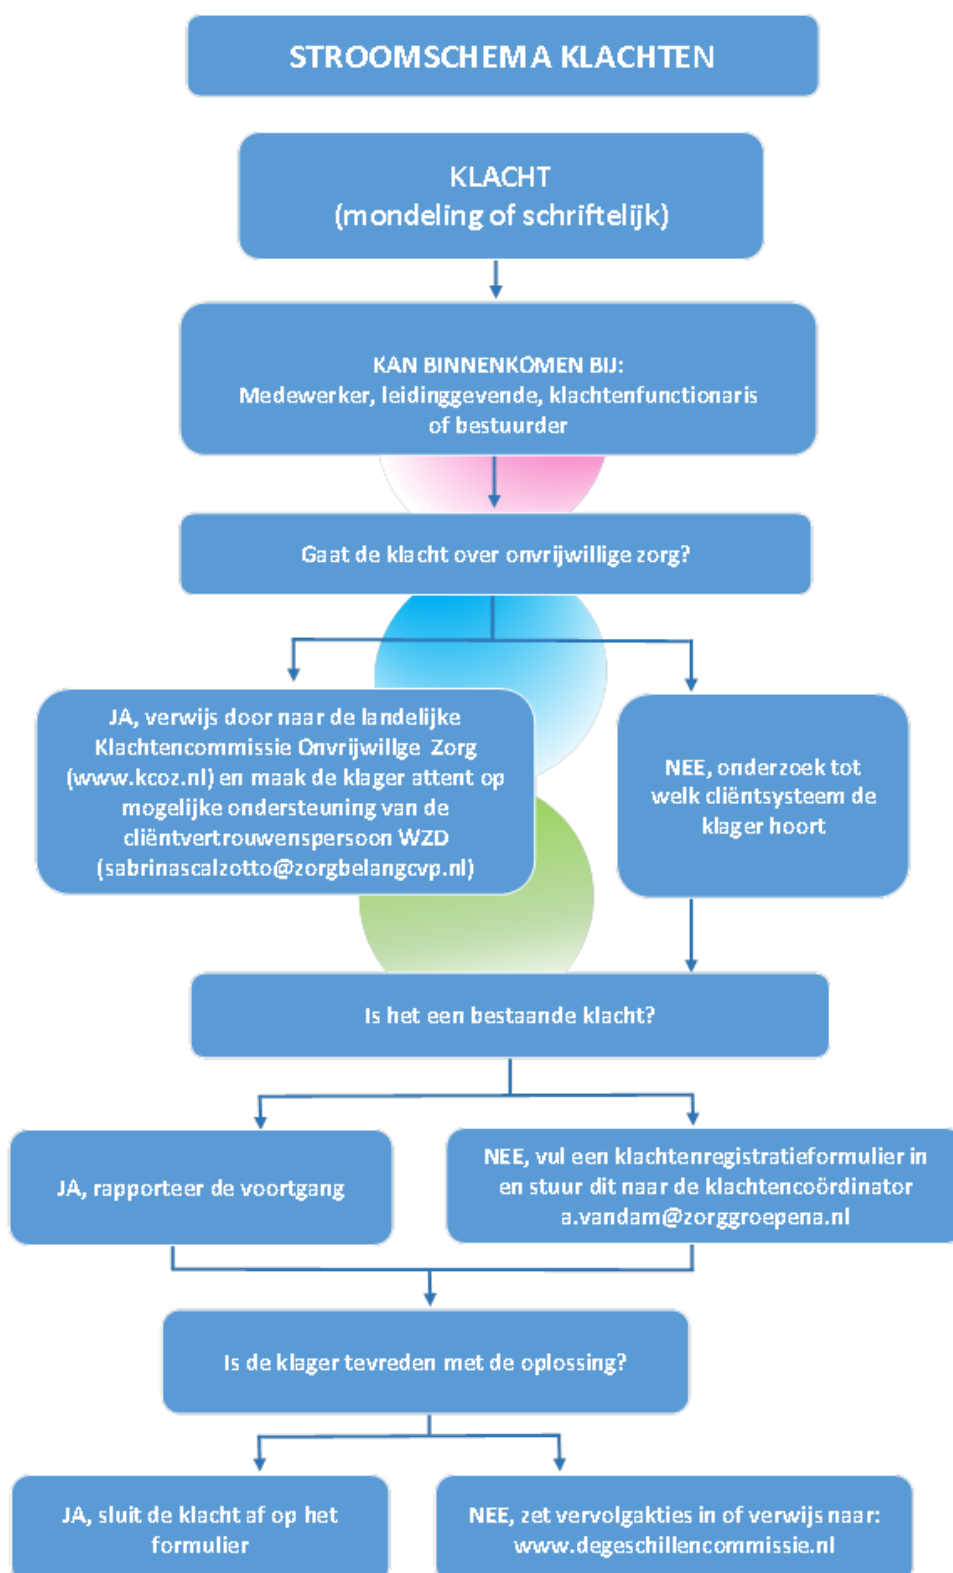 STROOMSCHEMA KLACHTEN
KLACHT
(mondeling of schriftelijk)
KAN BINNENKOMEN BIJ:
Medewerker, leidinggevende, klachtenfunctionaris
of bestuurder
Gaat de klacht over onvrijwillige zorg?
JA, verwijs door naar de landelijke
Klachtencommissie Onvrijwillge Zorg
(www.kcoz.nl) en maak de klager attent op
mogelijke ondersteuning van de
cliëntvertrouwenspersoon WZD
(sabrinascalzotto@zorgbelangcvp.nl)
NEE, onderzoek tot
welk cliëntsysteem de
klager hoort
Is het een bestaande klacht?
JA, rapporteer de voortgang
NEE, vul een klachtenregistratieformulier in
en stuur dit naar de klachtencoördinator
a.vandam@zorggroepena.nl
Is de klager tevreden met de oplossing?
JA, sluit de klacht af op het
formulier
NEE, zet vervolgakties in of verwijs naar:
www.degeschillencommissie.nl